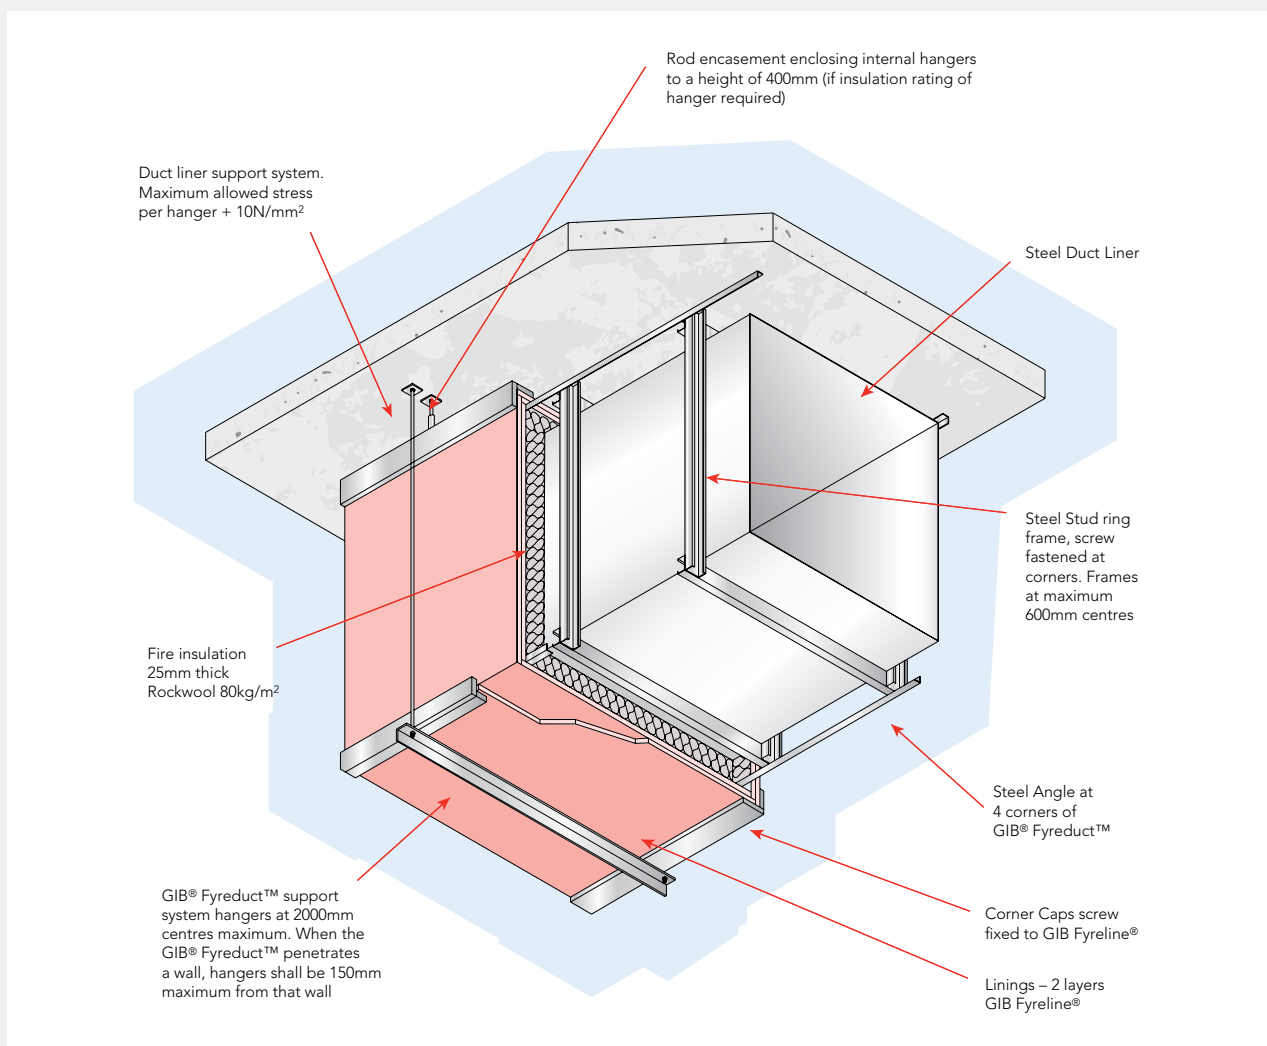 Rod encasement enclosing internal hangers
to a height of 400mm (if insulation rating of
hanger required)
Duct liner support system.
Maximum allowed stress
per hanger + 10N/mm²
Steel Duct Liner
Steel Stud ring
frame, screw
fastened at
corners. Frames
at maximum
600mm centres
Fire insulation
25mm thick
Rockwool 80kg/m²
Steel Angle at
4 corners of
GIB® Fyreduct™
GIB® Fyreduct™ support
system hangers at 2000mm
centres maximum. When the
GIB® Fyreduct™ penetrates
a wall, hangers shall be 150mm
maximum from that wall
Corner Caps screw
fixed to GIB Fyreline®
Linings – 2 layers
GIB Fyreline®